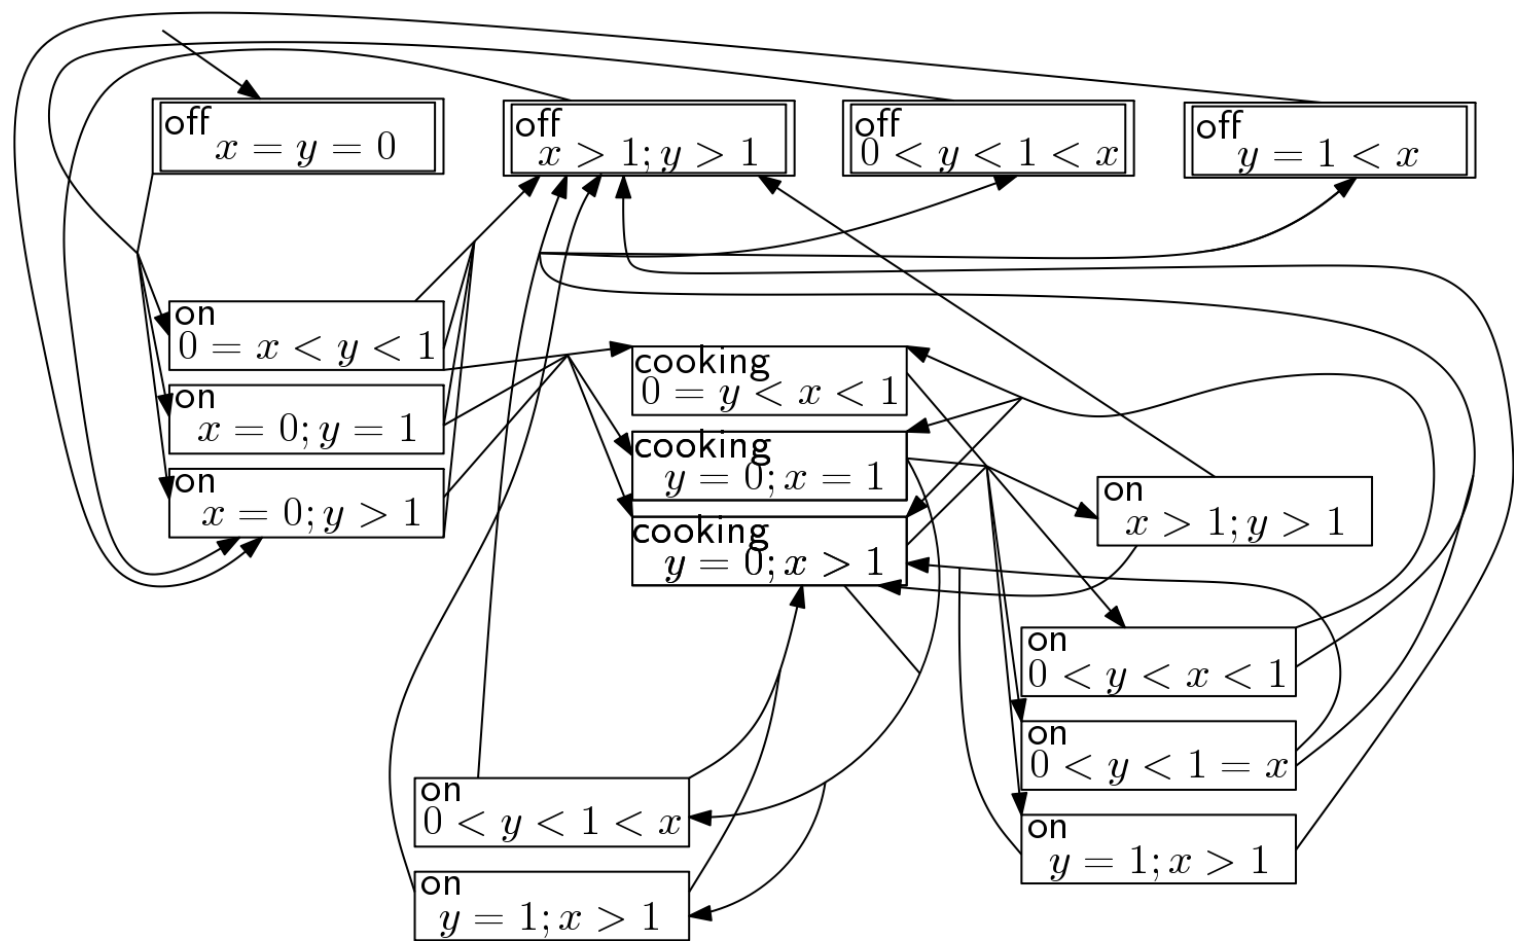 off
x = y = 0
off
x > 1; y > 1
off
0 < y < 1 < x
off
y = 1 < x
on
0 = x < y < 1
on
x = 0; y = 1
on
x = 0; y > 1
cooking
0 = y < x < 1
cooking
y = 0; x = 1
cooking
y = 0; x > 1
on
x > 1; y > 1
on
0 < y < x < 1
on
0 < y < 1 = x
on
y = 1; x > 1
on
0 < y < 1 < x
on
y = 1; x > 1